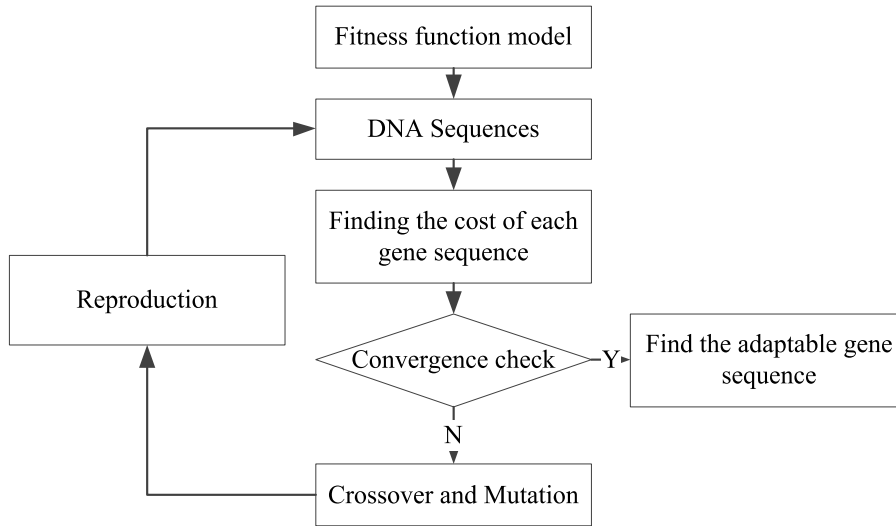 Fitness function model
DNA Sequences
Finding the cost of each
gene sequence
Reproduction
Convergence check
Y
Find the adaptable gene
sequence
N
Crossover and Mutation